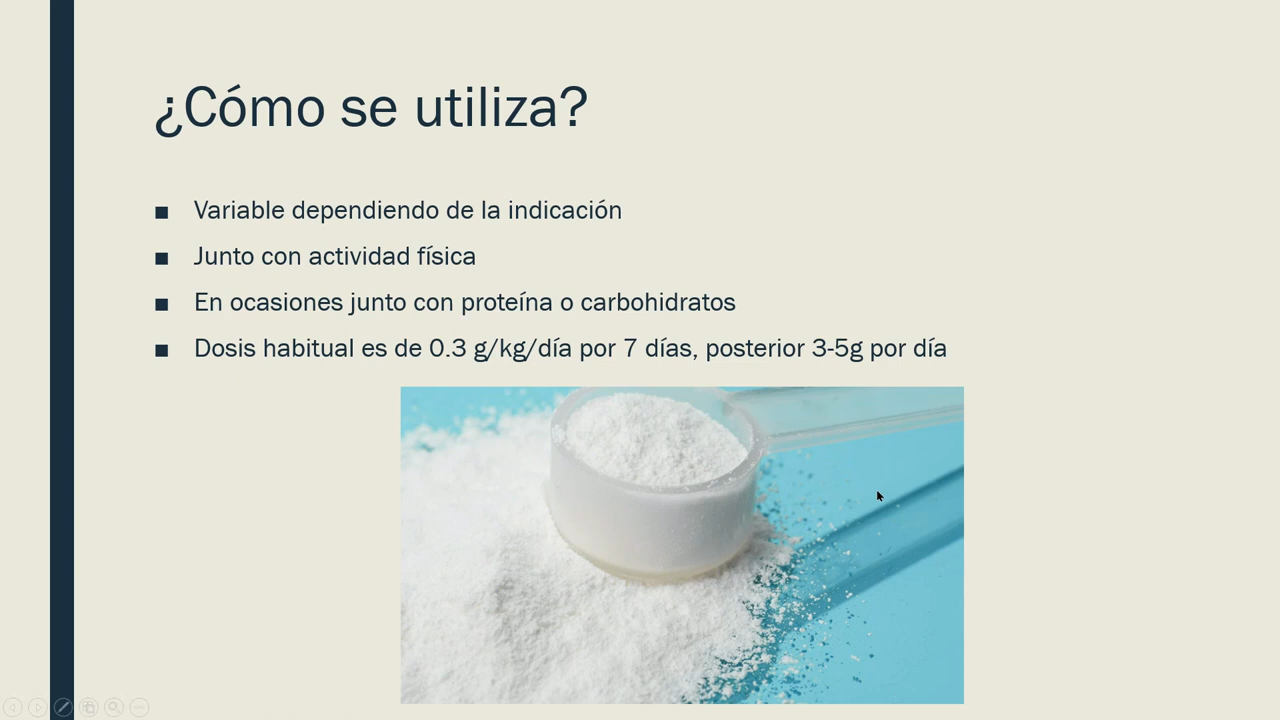 ¿Cómo se utiliza?
■ Variable dependiendo de la indicación
■ Junto con actividad física
■ En ocasiones junto con proteína o carbohidratos
■ Dosis habitual es de 0.3 g/kg/día por 7 días, posterior 3-5g por día